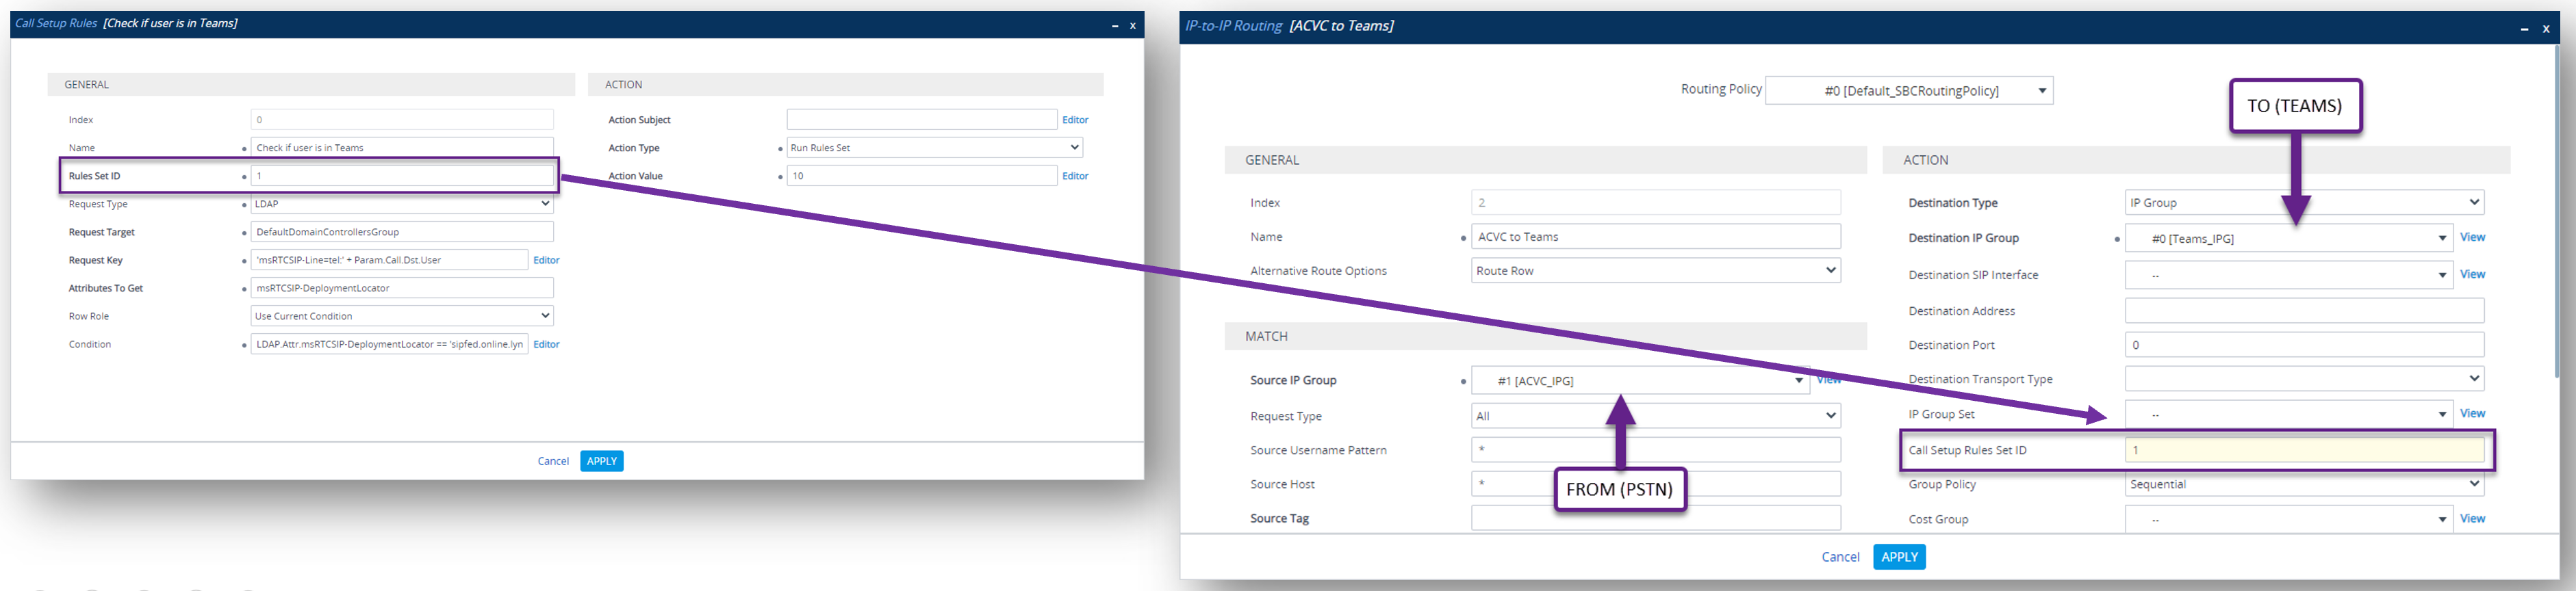 Call Setup Rules [Check if user is in Teams]
– x
GENERAL
Index 0
Name Check if user is in Teams
Rules Set ID 1
Request Type LDAP
Request Target DefaultDomainControllersGroup
Request Key 'msRTCSIP-Line=tel:' + Param.Call.Dst.User Editor
Attributes To Get msRTCSIP-DeploymentLocator
Row Role Use Current Condition
Condition LDAP.Attr.msRTCSIP-DeploymentLocator == 'sipfed.online.lyn Editor
ACTION
Action Subject Editor
Action Type Run Rules Set
Action Value 10 Editor
Cancel APPLY
IP-to-IP Routing [ACVC to Teams]
– x
Routing Policy #0 [Default_SBCRoutingPolicy]
TO (TEAMS)
GENERAL
Index 2
Name ACVC to Teams
Alternative Route Options Route Row
MATCH
Source IP Group #1 [ACVC_IPG] View
Request Type All
Source Username Pattern *
Source Host *
FROM (PSTN)
Source Tag
ACTION
Destination Type IP Group
Destination IP Group #0 [Teams_IPG] View
Destination SIP Interface -- View
Destination Address
Destination Port 0
Destination Transport Type
IP Group Set -- View
Call Setup Rules Set ID 1
Group Policy Sequential
Cost Group -- View
Cancel APPLY